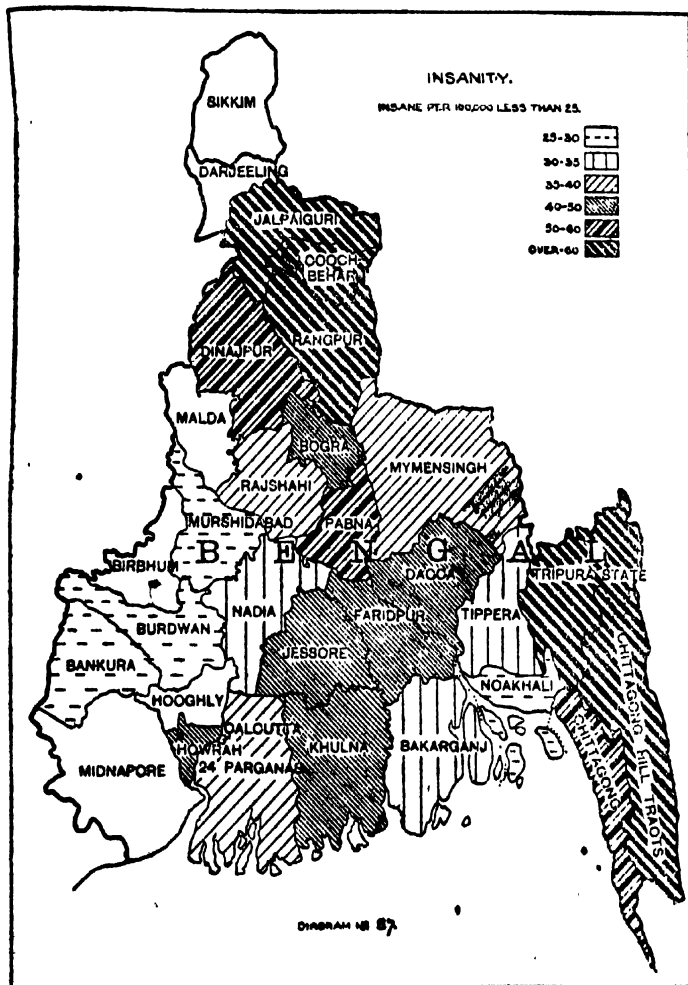 INSANITY.
INSANE PER 100,000 LESS THAN 25.
25-30
30-35
35-40
40-50
50-60
OVER-60
SIKKIM
DARJEELING
JALPAIGURI
COOCH-
BEHAR
RANGPUR
DINAJPUR
MALDA
BOGRA
RAJSHAHI
MYMENSINGH
MURSHIDABAD
PABNA
BENGAL
BIRBHUM
DACCA
TRIPURA STATE
NADIA
FARIDPUR
TIPPERA
BURDWAN
JESSORE
BANKURA
NOAKHALI
HOOGHLY
CALCUTTA
HOWRAH
KHULNA
BAKARGANJ
24 PARGANAS
MIDNAPORE
CHITTAGONG
CHITTAGONG HILL TRACTS
DIAGRAM No 87.